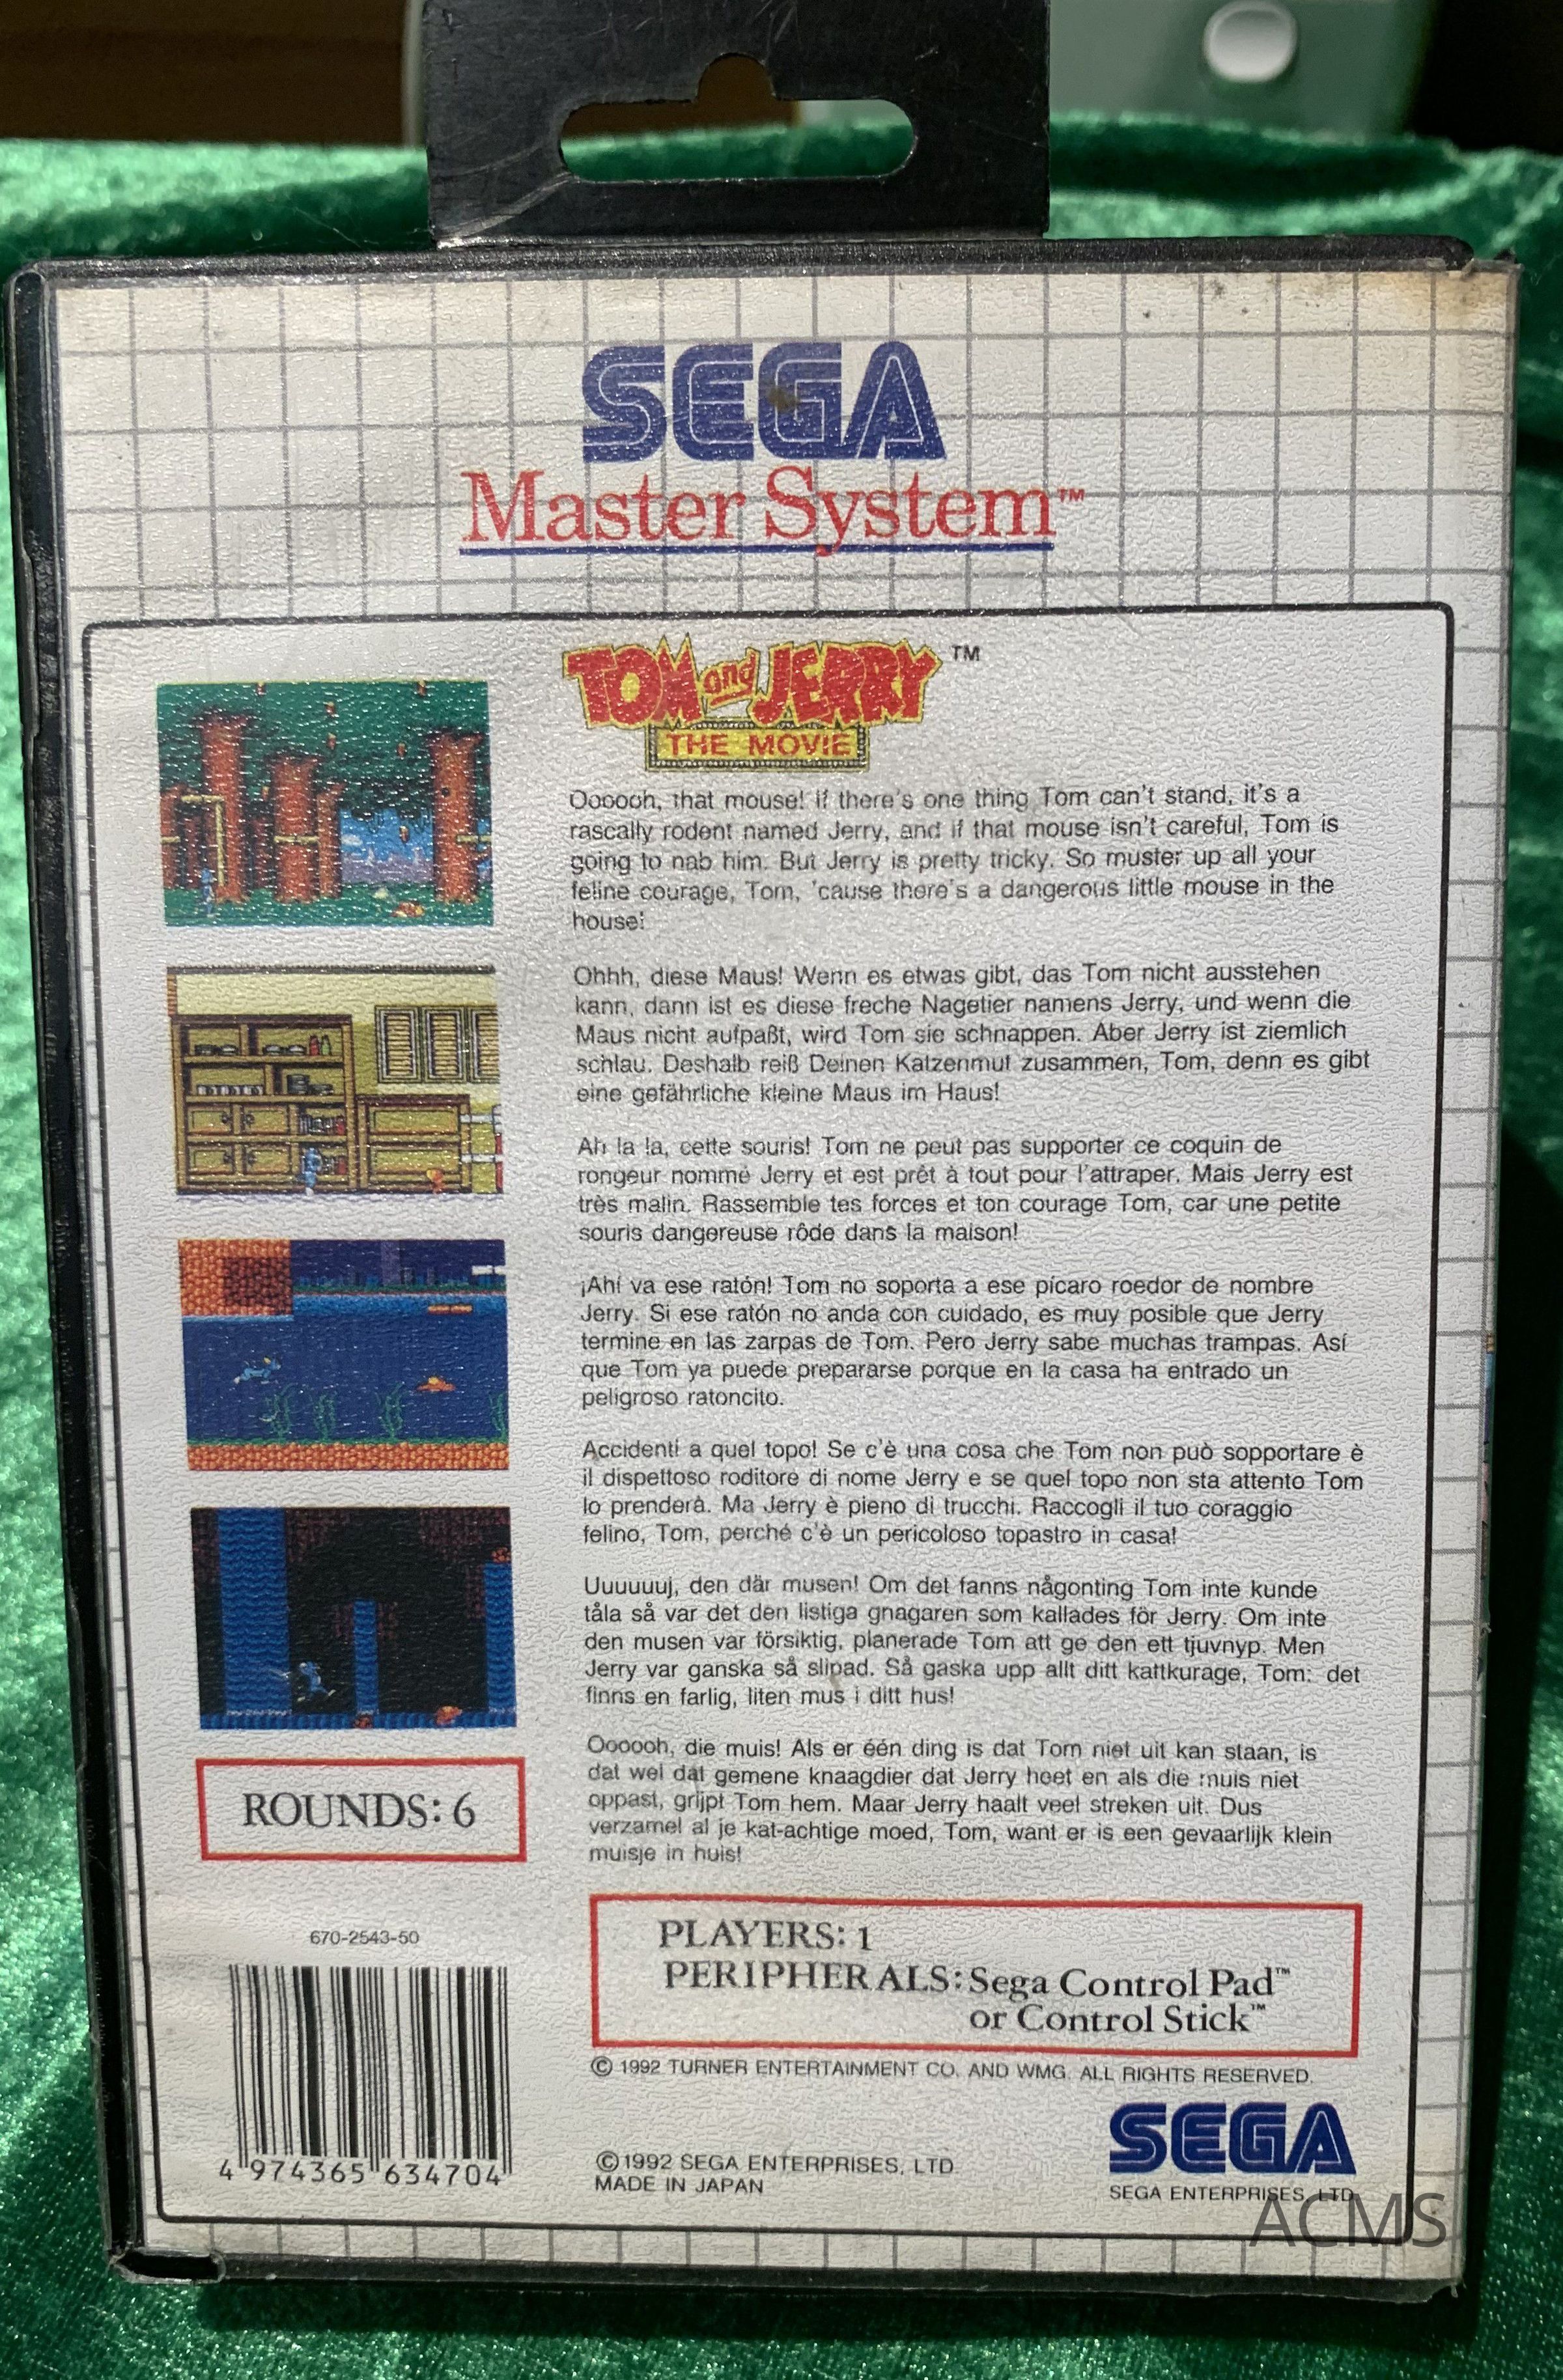 SEGA
Master System™
TOM and JERRY™
THE MOVIE
Oooooh, that mouse! If there's one thing Tom can't stand, it's a
rascally rodent named Jerry, and if that mouse isn't careful, Tom is
going to nab him. But Jerry is pretty tricky. So muster up all your
feline courage, Tom, 'cause there's a dangerous little mouse in the
house!
Ohhh, diese Maus! Wenn es etwas gibt, das Tom nicht ausstehen
kann, dann ist es diese freche Nagetier namens Jerry, und wenn die
Maus nicht aufpaßt, wird Tom sie schnappen. Aber Jerry ist ziemlich
schlau. Deshalb reiß Deinen Katzenmut zusammen, Tom, denn es gibt
eine gefährliche kleine Maus im Haus!
Ah la la, cette souris! Tom ne peut pas supporter ce coquin de
rongeur nommé Jerry et est prêt à tout pour l'attraper. Mais Jerry est
très malin. Rassemble tes forces et ton courage Tom, car une petite
souris dangereuse rôde dans la maison!
¡Ahí va ese ratón! Tom no soporta a ese pícaro roedor de nombre
Jerry. Si ese ratón no anda con cuidado, es muy posible que Jerry
termine en las zarpas de Tom. Pero Jerry sabe muchas trampas. Así
que Tom ya puede prepararse porque en la casa ha entrado un
peligroso ratoncito.
Accidenti a quel topo! Se c'è una cosa che Tom non può sopportare è
il dispettoso roditore di nome Jerry e se quel topo non sta attento Tom
lo prenderà. Ma Jerry è pieno di trucchi. Raccogli il tuo coraggio
felino, Tom, perché c'è un pericoloso topastro in casa!
Uuuuuuj, den där musen! Om det fanns någonting Tom inte kunde
tåla så var det den listiga gnagaren som kallades för Jerry. Om inte
den musen var försiktig, planerade Tom att ge den ett tjuvnyp. Men
Jerry var ganska så slipad. Så gaska upp allt ditt kattkurage, Tom: det
finns en farlig, liten mus i ditt hus!
Oooooh, die muis! Als er één ding is dat Tom niet uit kan staan, is
dat wel dat gemene knaagdier dat Jerry heet en als die muis niet
oppast, grijpt Tom hem. Maar Jerry haalt veel streken uit. Dus
verzamel al je kat-achtige moed, Tom, want er is een gevaarlijk klein
muisje in huis!
ROUNDS: 6
670-2543-50
4 974365 634704
PLAYERS: 1
PERIPHERALS: Sega Control Pad™
or Control Stick™
© 1992 TURNER ENTERTAINMENT CO. AND WMG. ALL RIGHTS RESERVED.
©1992 SEGA ENTERPRISES, LTD
MADE IN JAPAN
SEGA
SEGA ENTERPRISES, LTD.
ACMS